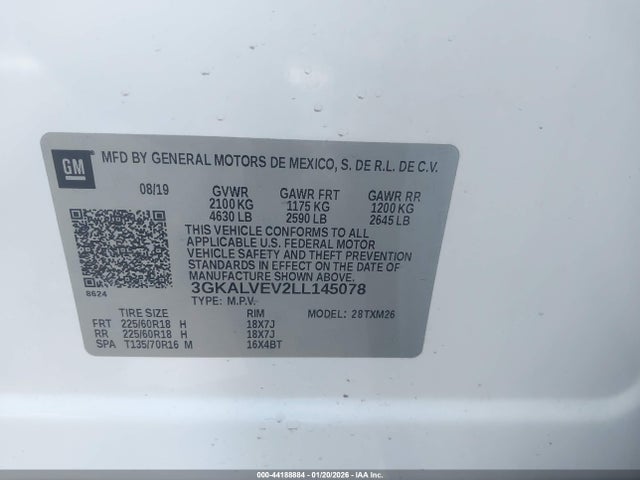 GM
MFD BY GENERAL MOTORS DE MEXICO, S. DE R.L. DE C.V.
08/19 GVWR GAWR FRT GAWR RR
2100 KG 1175 KG 1200 KG
4630 LB 2590 LB 2645 LB
THIS VEHICLE CONFORMS TO ALL
APPLICABLE U.S. FEDERAL MOTOR
VEHICLE SAFETY AND THEFT PREVENTION
STANDARDS IN EFFECT ON THE DATE OF
MANUFACTURE SHOWN ABOVE.
8624 3GKALVEV2LL145078
TYPE: M.P.V.
TIRE SIZE RIM MODEL: 28TXM26
FRT 225/60R18 H 18X7J
RR 225/60R18 H 18X7J
SPA T135/70R16 M 16X4BT
000-44188884 | 01/20/2026 - IAA Inc.